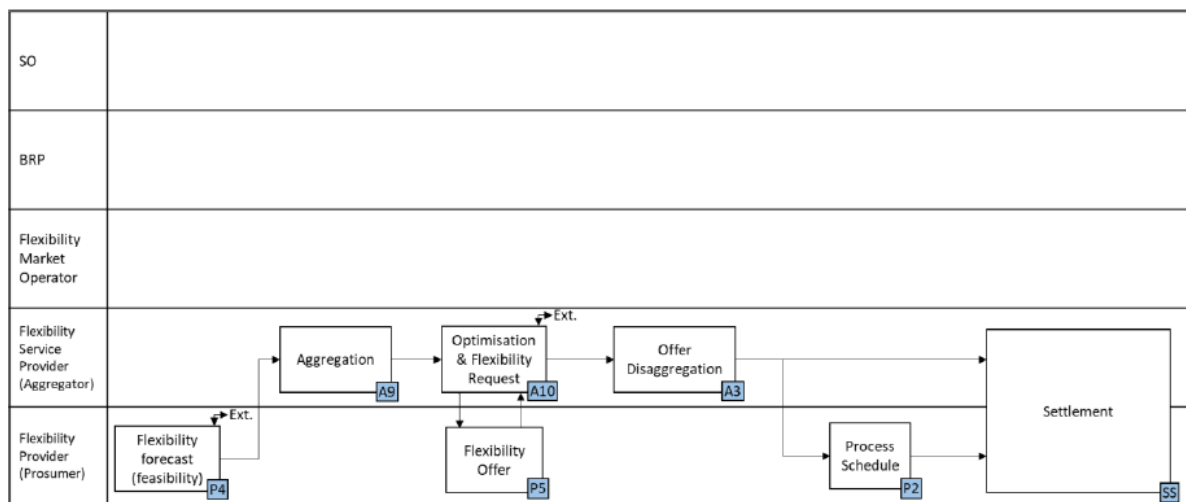 SO
BRP
Flexibility
Market
Operator
Flexibility
Service
Provider
(Aggregator)
Aggregation
A9
Ext.
Optimisation
& Flexibility
Request
A10
Offer
Disaggregation
A3
Settlement
SS
Flexibility
Provider
(Prosumer)
Ext.
Flexibility
forecast
(feasibility)
P4
Flexibility
Offer
P5
Process
Schedule
P2